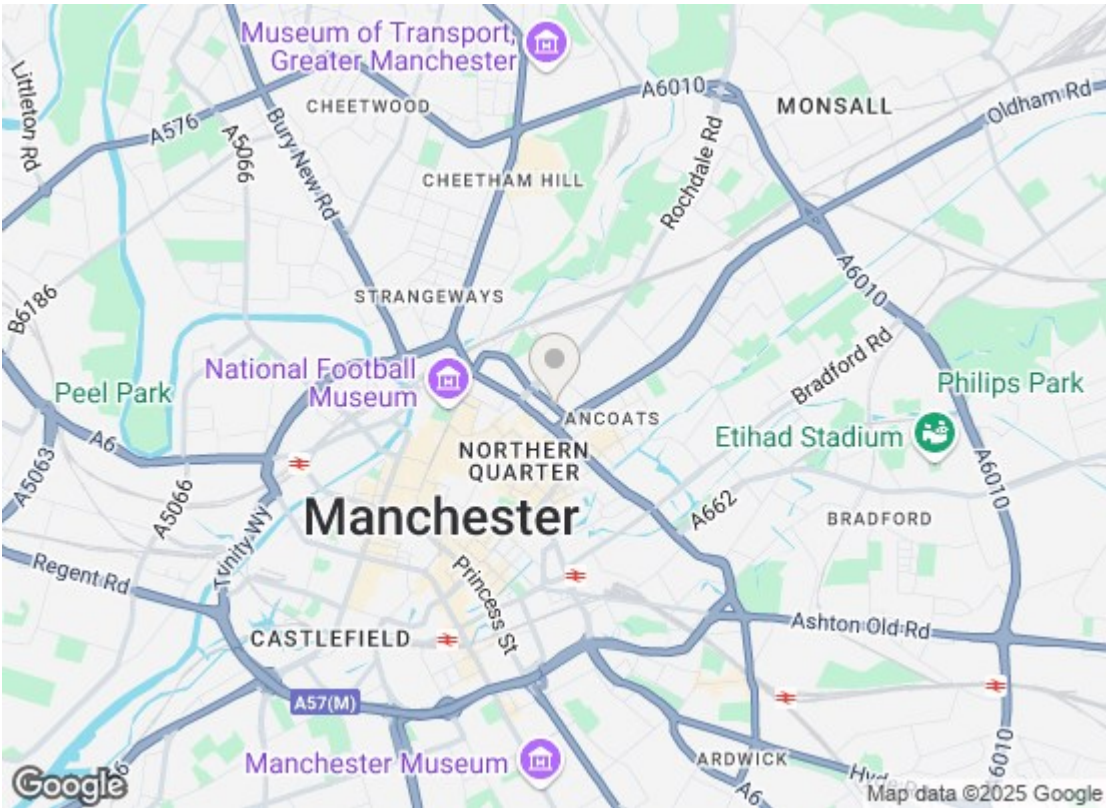 Museum of Transport,
Greater Manchester
Littleton Rd
CHEETWOOD
A6010
MONSALL
Oldham Rd
A576
A5066
Bury New Rd
Rochdale Rd
CHEETHAM HILL
B6186
STRANGEWAYS
A6010
National Football
Museum
Bradford Rd
Peel Park
Philips Park
ANCOATS
Etihad Stadium
A6
NORTHERN
QUARTER
A5063
A5066
A6010
Manchester
A662
BRADFORD
Trinity Wy
Regent Rd
Princess St
CASTLEFIELD
Ashton Old Rd
A57(M)
Manchester Museum
ARDWICK
A6
6010
Google
Map data ©2025 Google